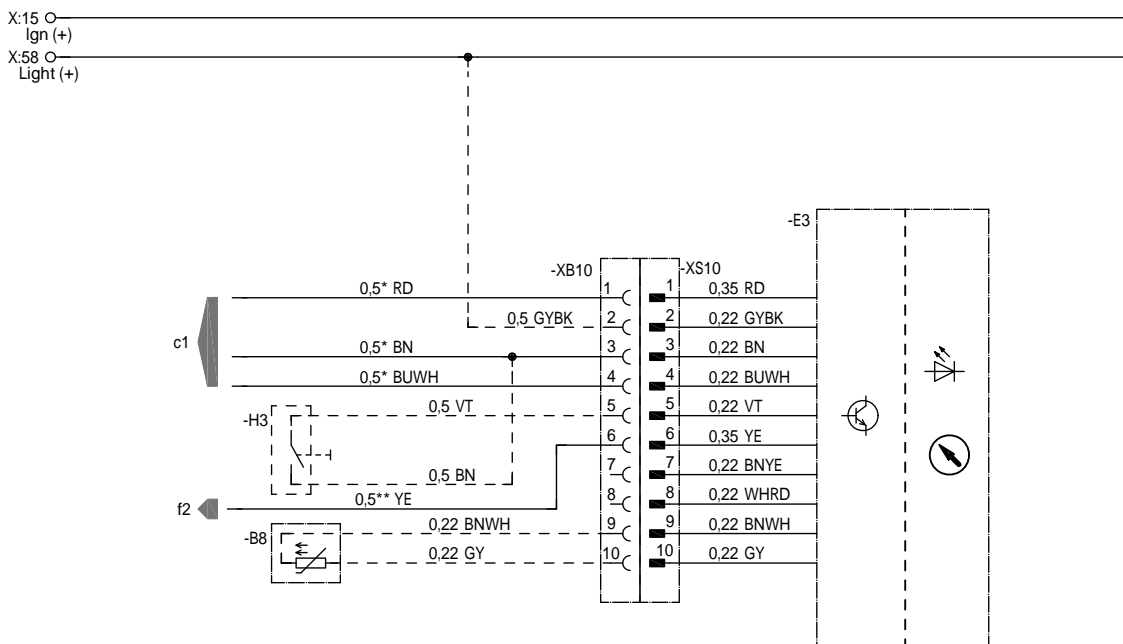 X:15
Ign (+)
X:58
Light (+)
-E3
-XB10
-XS10
0,5* RD
1
1
0,35 RD
0,5 GYBK
2
2
0,22 GYBK
0,5* BN
3
3
0,22 BN
c1
0,5* BUWH
4
4
0,22 BUWH
-H3
0,5 VT
5
5
0,22 VT
6
6
0,35 YE
0,5 BN
7
7
0,22 BNYE
f2
0,5** YE
8
8
0,22 WHRD
-B8
0,22 BNWH
9
9
0,22 BNWH
0,22 GY
10
10
0,22 GY